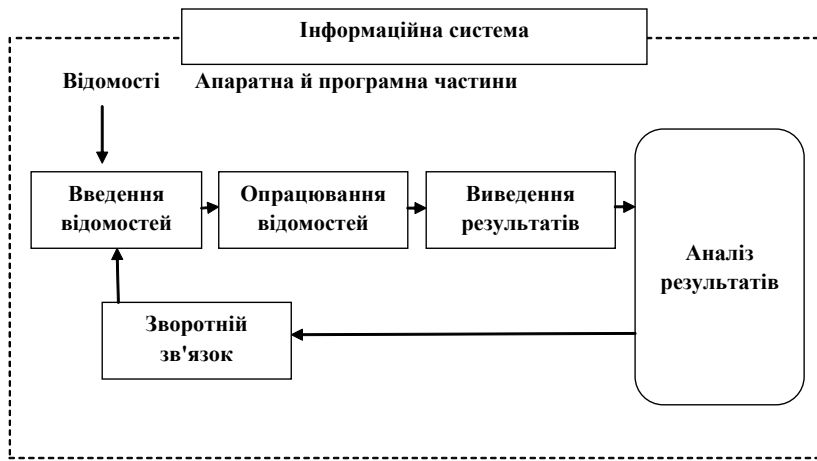 Інформаційна система
Відомості Апаратна й програмна частини
Введення
відомостей
Опрацювання
відомостей
Виведення
результатів
Аналіз
результатів
Зворотній
зв'язок